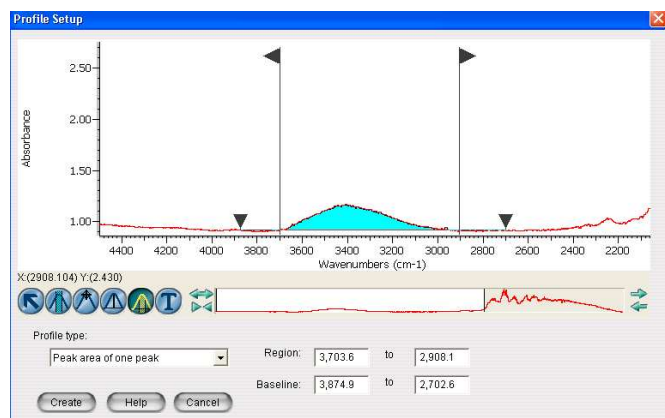 Profile Setup
2.50
2.00
1.50
1.00
Absorbance
4400 4200 4000 3800 3600 3400 3200 3000 2800 2600 2400 2200
Wavenumbers (cm-1)
X:(2908.104) Y:(2.430)
T
Profile type:
Peak area of one peak
Region: 3,703.6 to 2,908.1
Baseline: 3,874.9 to 2,702.6
Create Help Cancel